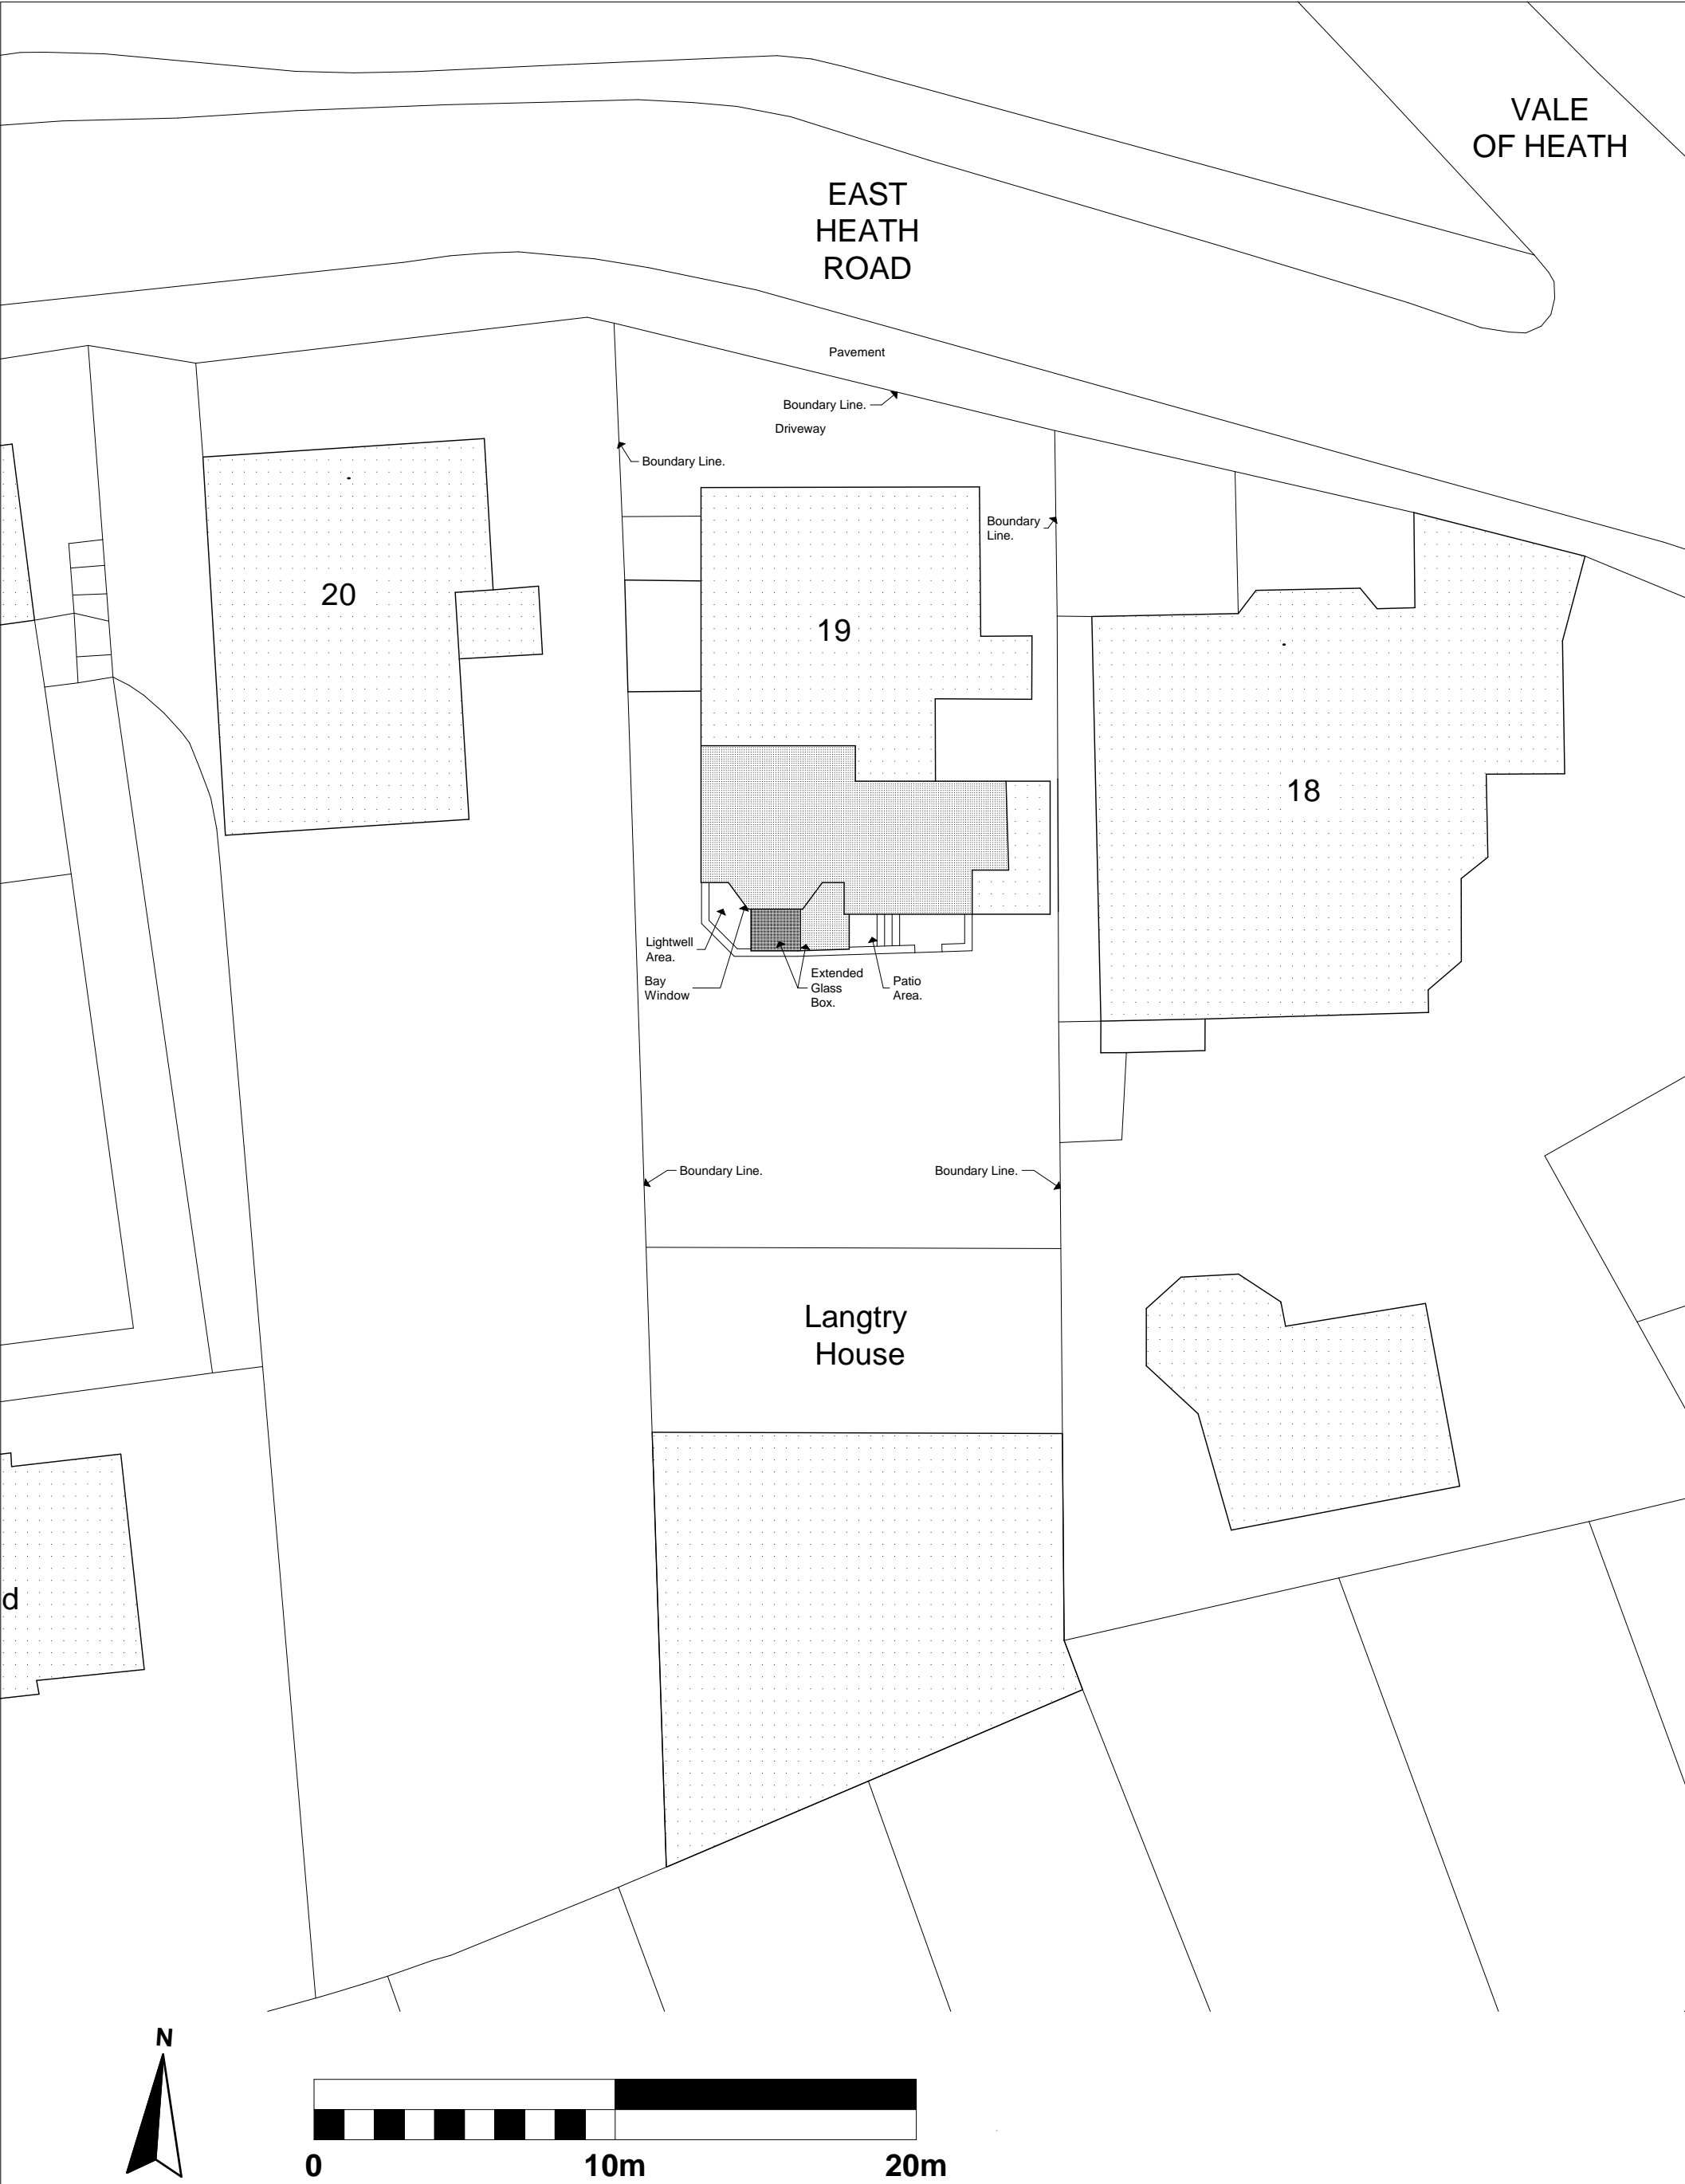 VALE
OF HEATH
EAST
HEATH
ROAD
Pavement
Boundary Line.
Driveway
Boundary Line.
Boundary
Line.
20
19
18
Lightwell
Area.
Bay
Window
Extended
Glass
Box.
Patio
Area.
Boundary Line.
Boundary Line.
Langtry
House
d
N
0
10m
20m